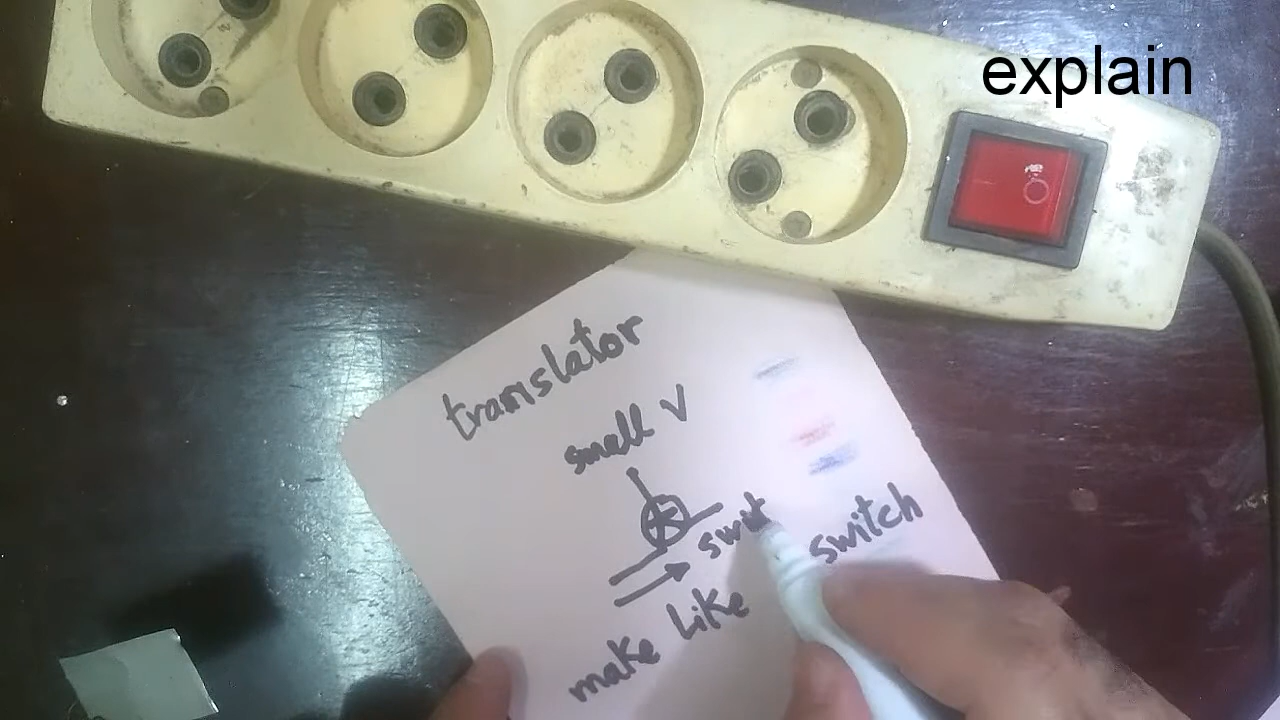 explain
translator
small V
swit
switch
make like